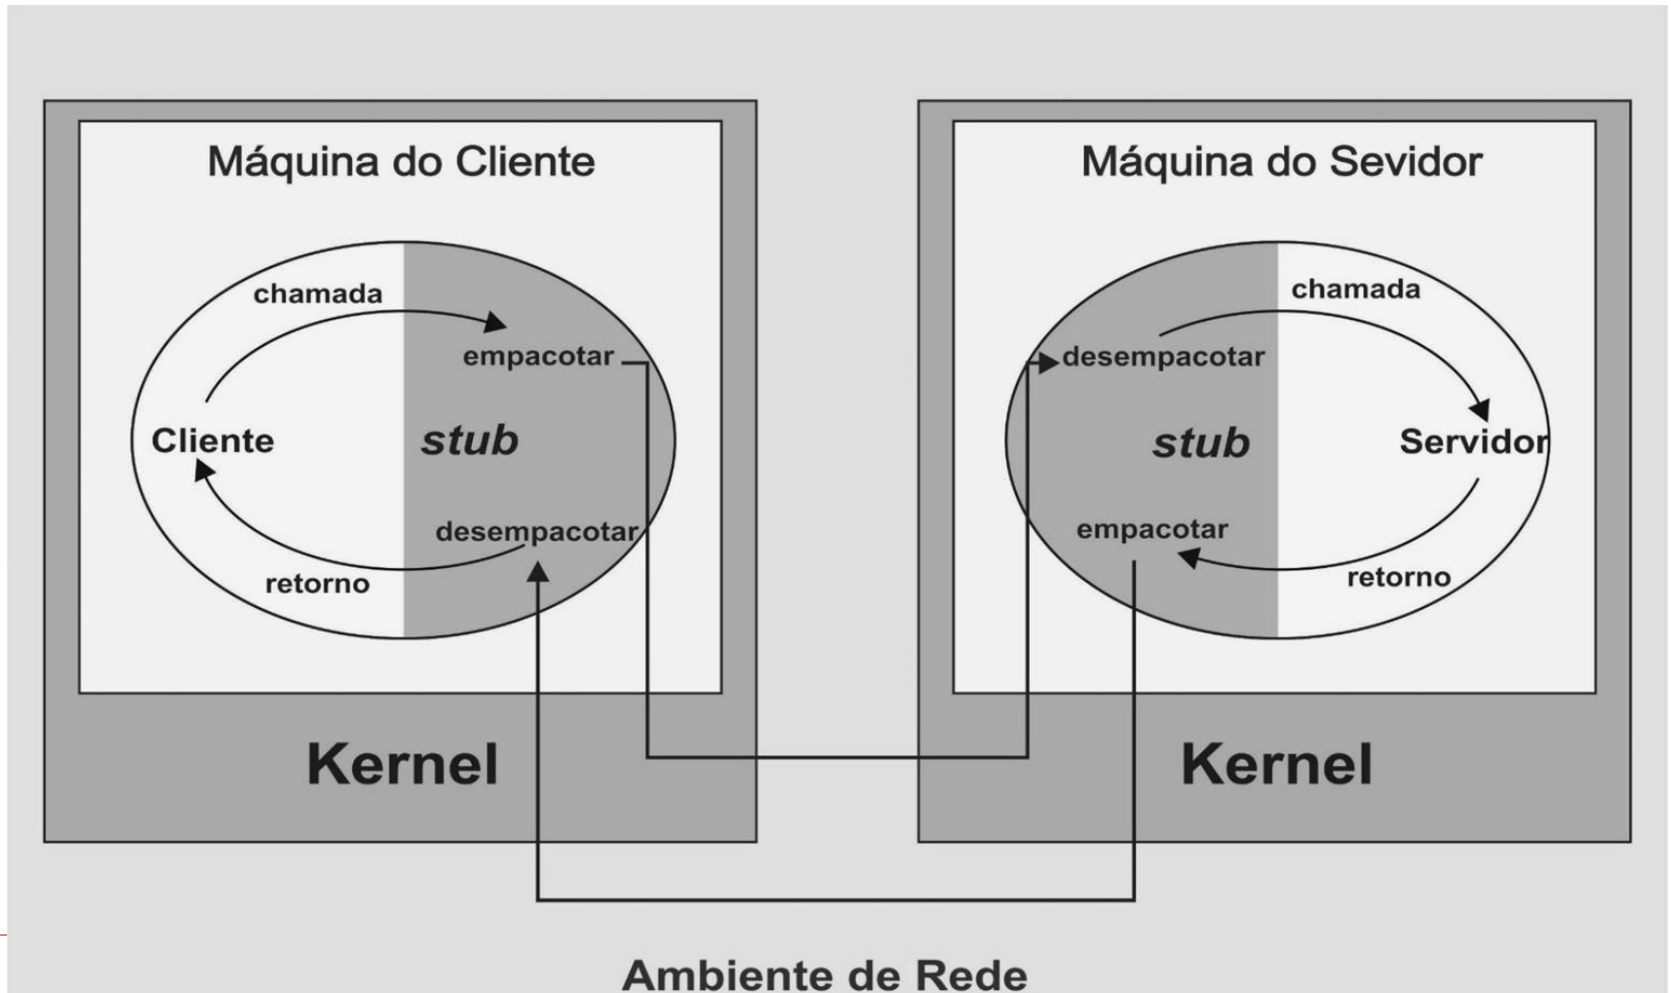 Máquina do Cliente
chamada
empacotar
Cliente
stub
desempacotar
retorno
Kernel
Máquina do Sevidor
chamada
desempacotar
stub
Servidor
empacotar
retorno
Kernel
Ambiente de Rede